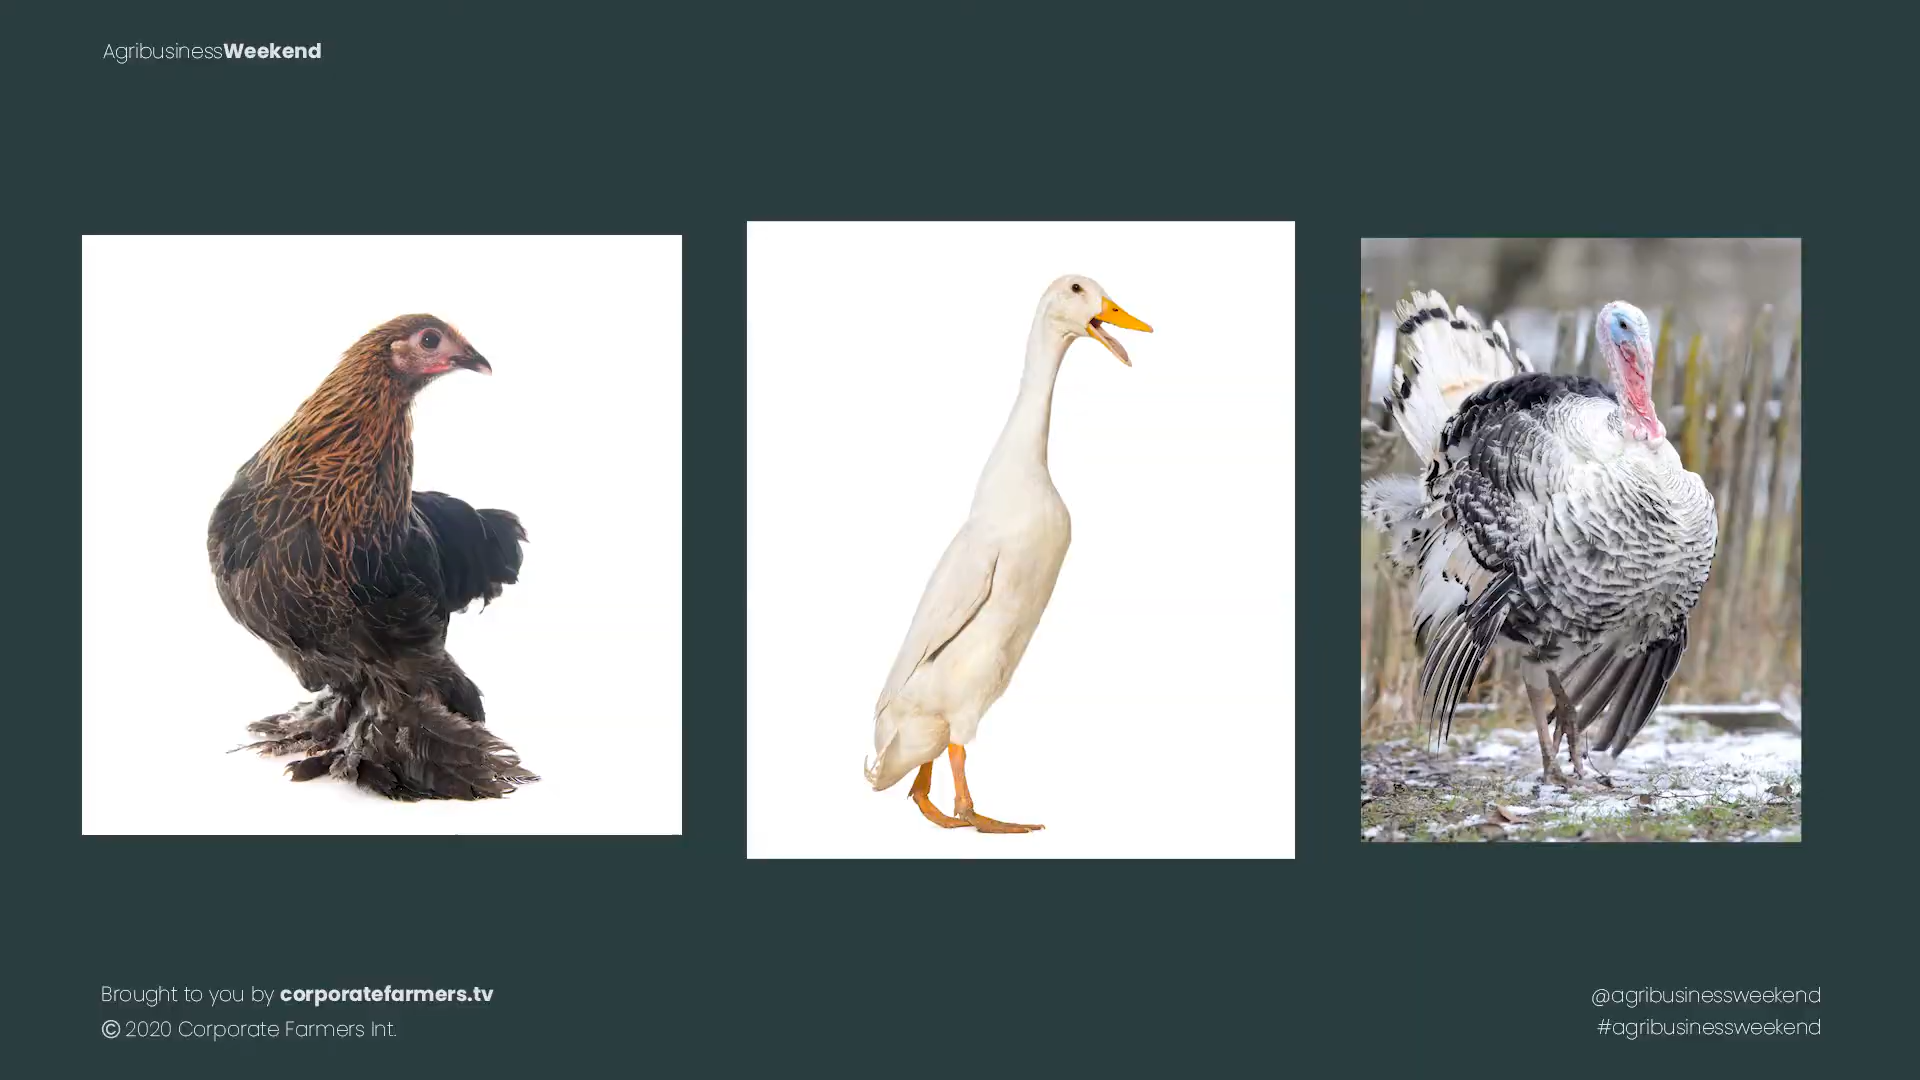 AgribusinessWeekend
Brought to you by corporatefarmers.tv
© 2020 Corporate Farmers Int.
@agribusinessweekend
#agribusinessweekend